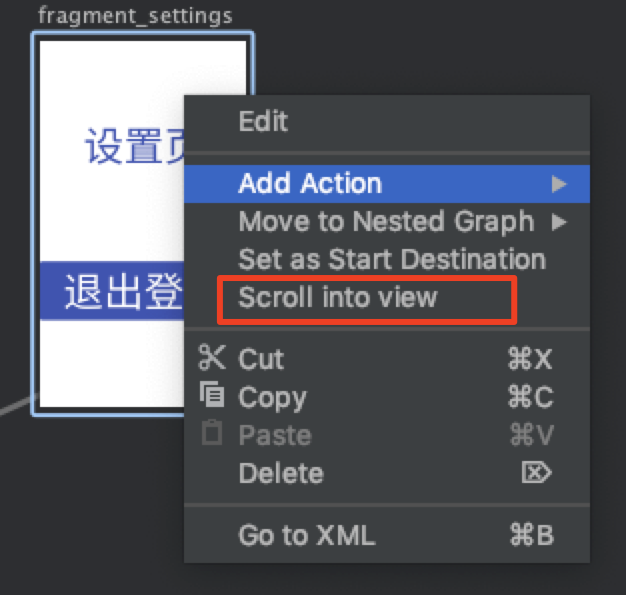 fragment_settings
设置页
退出登
Edit
Add Action
Move to Nested Graph
Set as Start Destination
Scroll into view
Cut ⌘X
Copy ⌘C
Paste ⌘V
Delete ⌦
Go to XML ⌘B